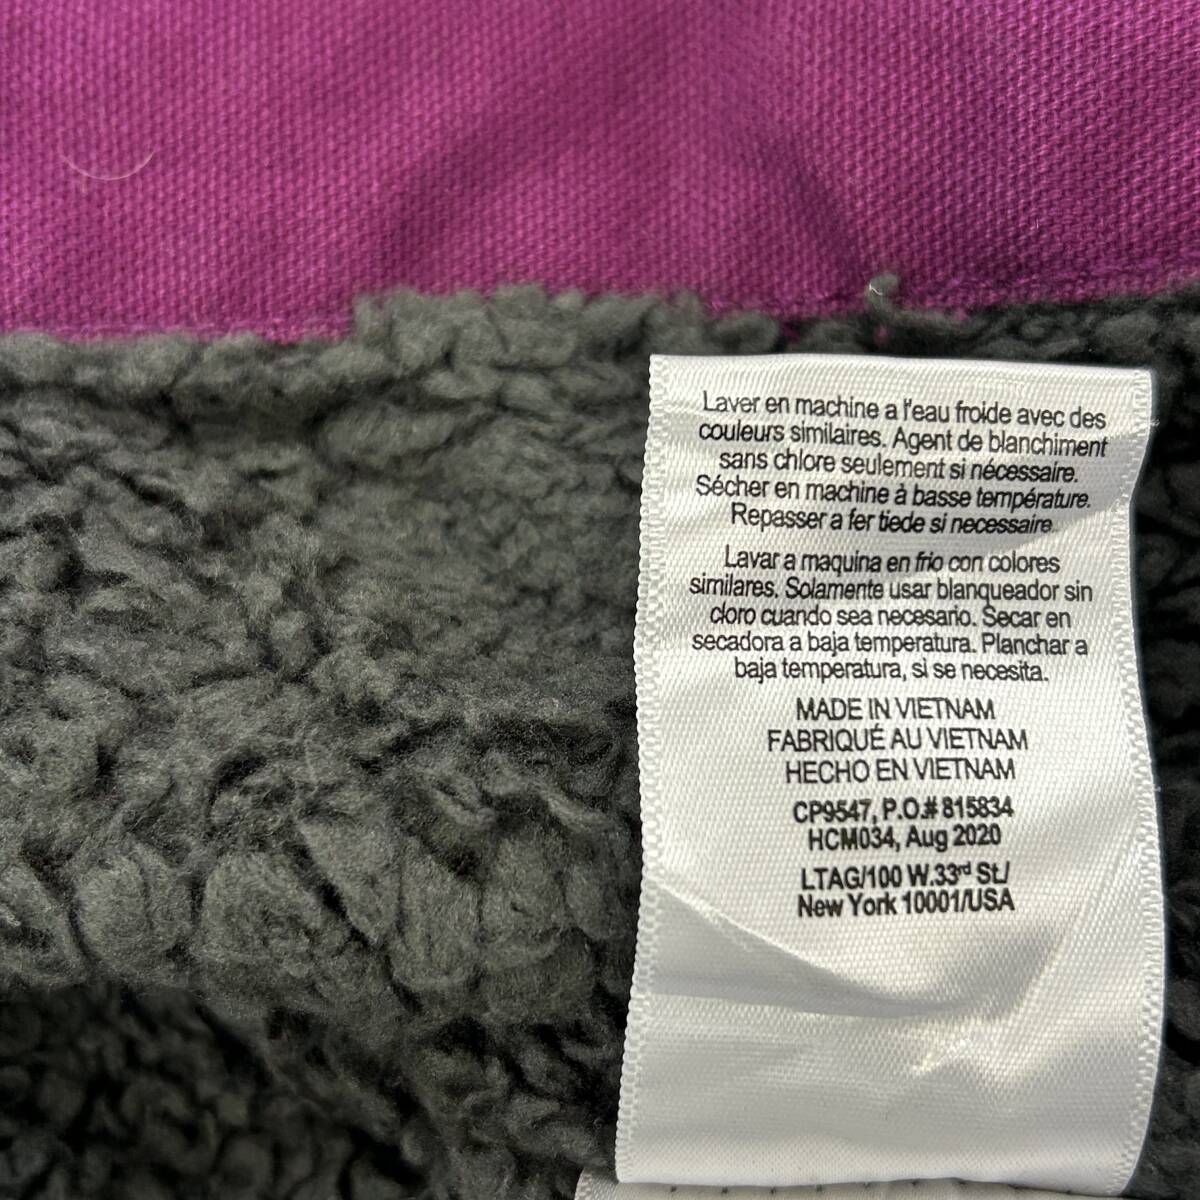 Laver en machine a l'eau froide avec des
couleurs similaires. Agent de blanchiment
sans chlore seulement si nécessaire.
Sécher en machine à basse température.
Repasser a fer tiede si necessaire.
Lavar a maquina en frio con colores
similares. Solamente usar blanqueador sin
cloro cuando sea necesario. Secar en
secadora a baja temperatura. Planchar a
baja temperatura, si se necesita.
MADE IN VIETNAM
FABRIQUÉ AU VIETNAM
HECHO EN VIETNAM
CP9547, P.O.# 815834
HCM034, Aug 2020
LTAG/100 W.33rd St./
New York 10001/USA